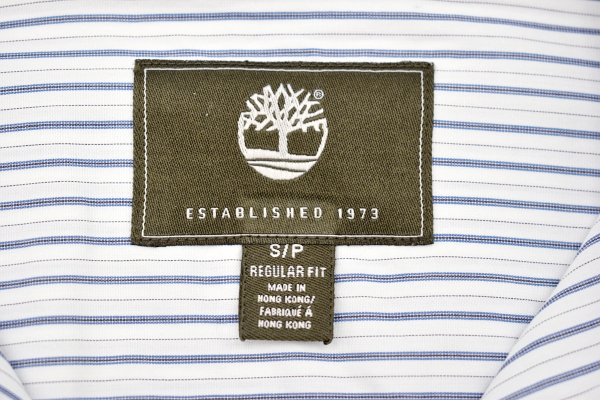 ®
ESTABLISHED 1973
S/P
REGULAR FIT
MADE IN
HONG KONG/
FABRIQUÉ À
HONG KONG